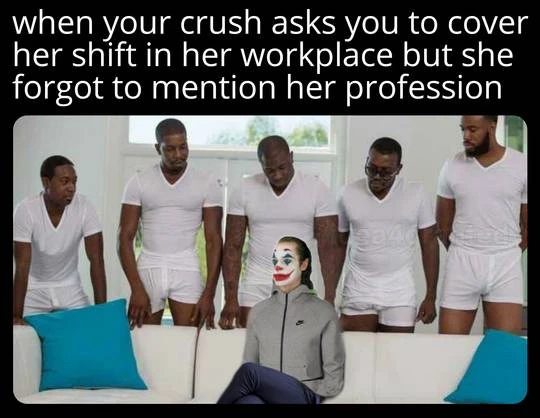 when your crush asks you to cover
her shift in her workplace but she
forgot to mention her profession